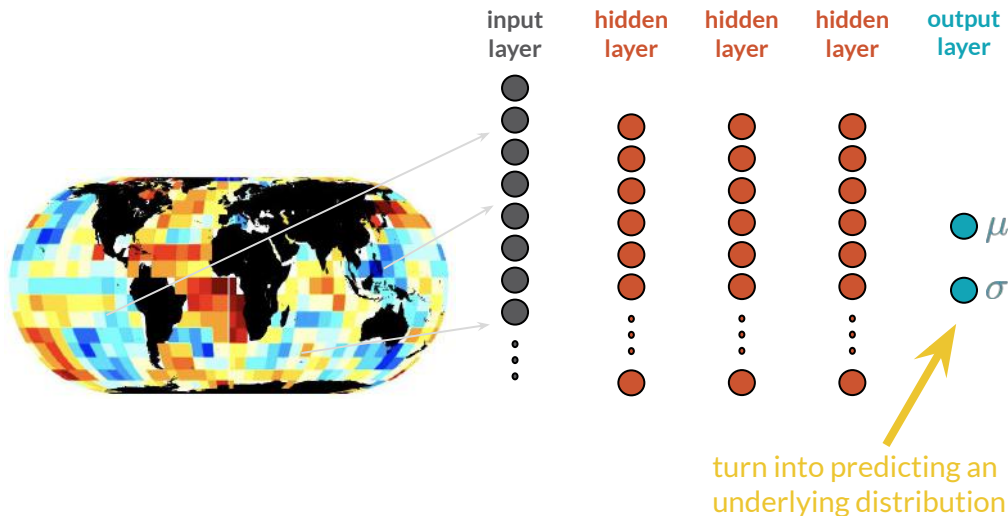 input
layer
hidden
layer
hidden
layer
hidden
layer
output
layer
μ
σ
turn into predicting an
underlying distribution